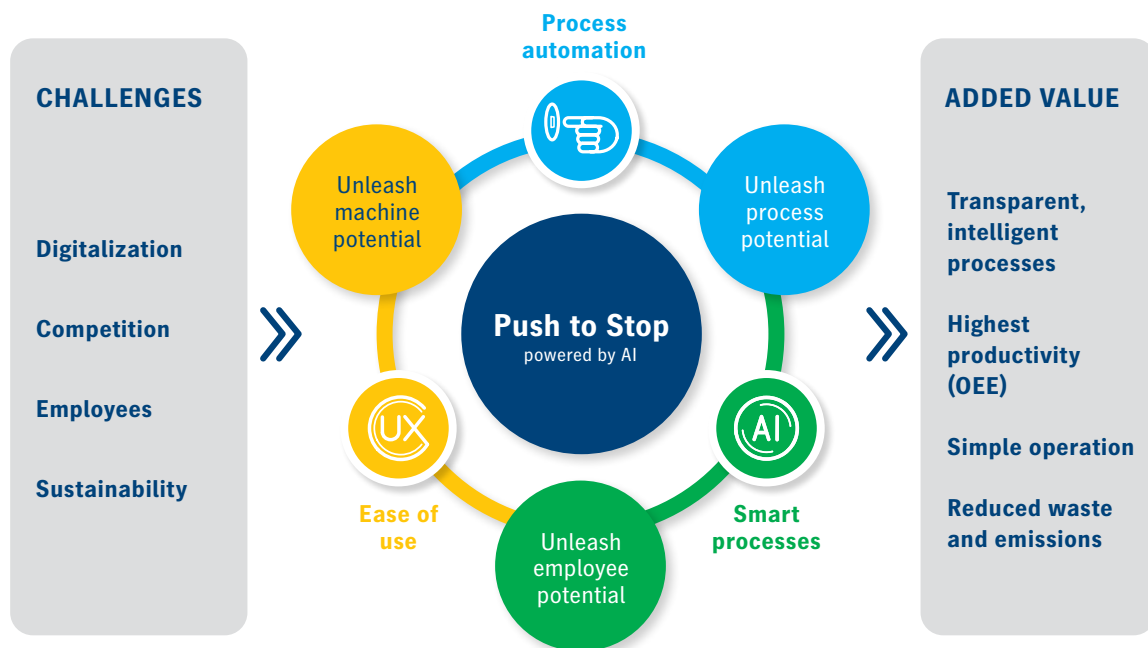 CHALLENGES
Digitalization
Competition
Employees
Sustainability
Process
automation
Unleash
machine
potential
Unleash
process
potential
Push to Stop
powered by AI
UX
AI
Ease of
use
Smart
processes
Unleash
employee
potential
ADDED VALUE
Transparent,
intelligent
processes
Highest
productivity
(OEE)
Simple operation
Reduced waste
and emissions